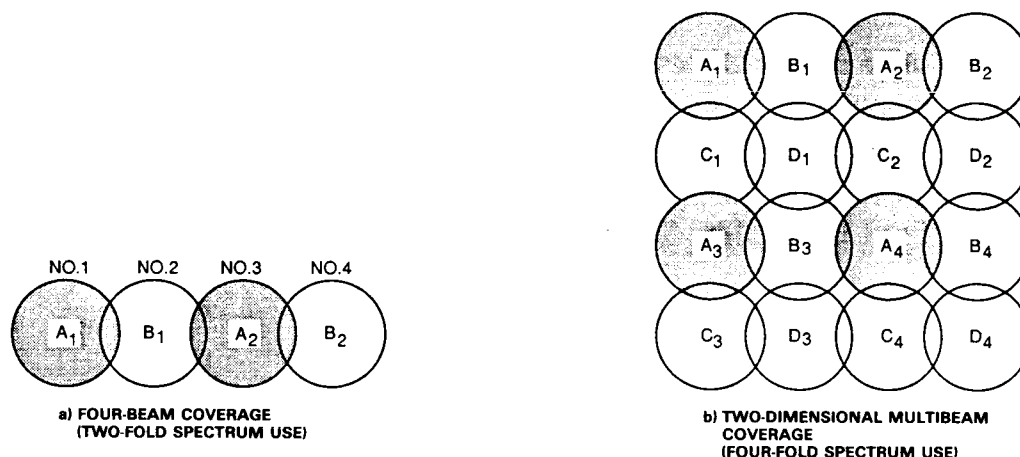 NO.1 NO.2 NO.3 NO.4
A1 B1 A2 B2
a) FOUR-BEAM COVERAGE
(TWO-FOLD SPECTRUM USE)
A1 B1 A2 B2
C1 D1 C2 D2
A3 B3 A4 B4
C3 D3 C4 D4
b) TWO-DIMENSIONAL MULTIBEAM
COVERAGE
(FOUR-FOLD SPECTRUM USE)